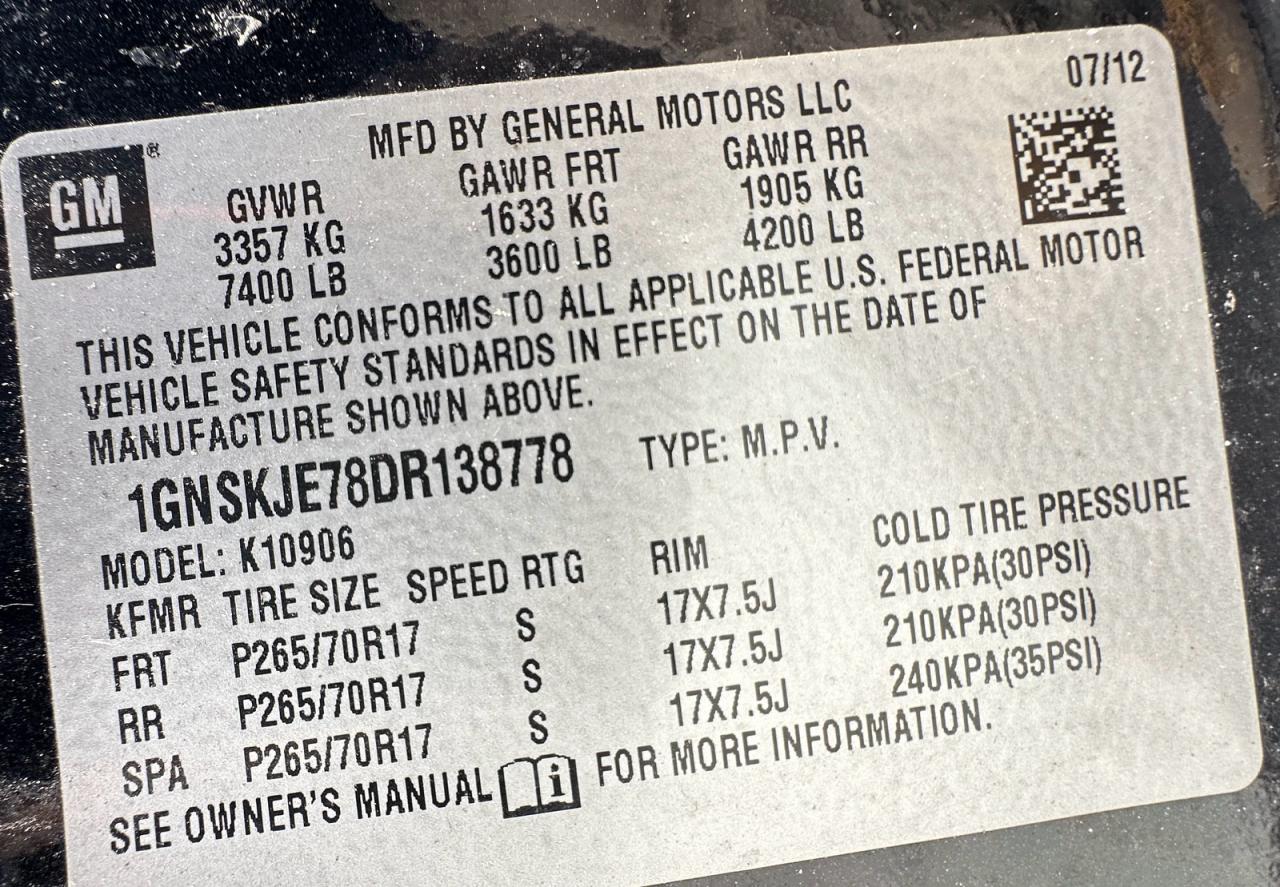 07/12
MFD BY GENERAL MOTORS LLC
GM®
GVWR GAWR FRT GAWR RR
3357 KG 1633 KG 1905 KG
7400 LB 3600 LB 4200 LB
THIS VEHICLE CONFORMS TO ALL APPLICABLE U.S. FEDERAL MOTOR
VEHICLE SAFETY STANDARDS IN EFFECT ON THE DATE OF
MANUFACTURE SHOWN ABOVE.
1GNSKJE78DR138778 TYPE: M.P.V.
MODEL: K10906
KFMR TIRE SIZE SPEED RTG RIM COLD TIRE PRESSURE
FRT P265/70R17 S 17X7.5J 210KPA(30PSI)
RR P265/70R17 S 17X7.5J 210KPA(30PSI)
SPA P265/70R17 S 17X7.5J 240KPA(35PSI)
SEE OWNER'S MANUAL i FOR MORE INFORMATION.